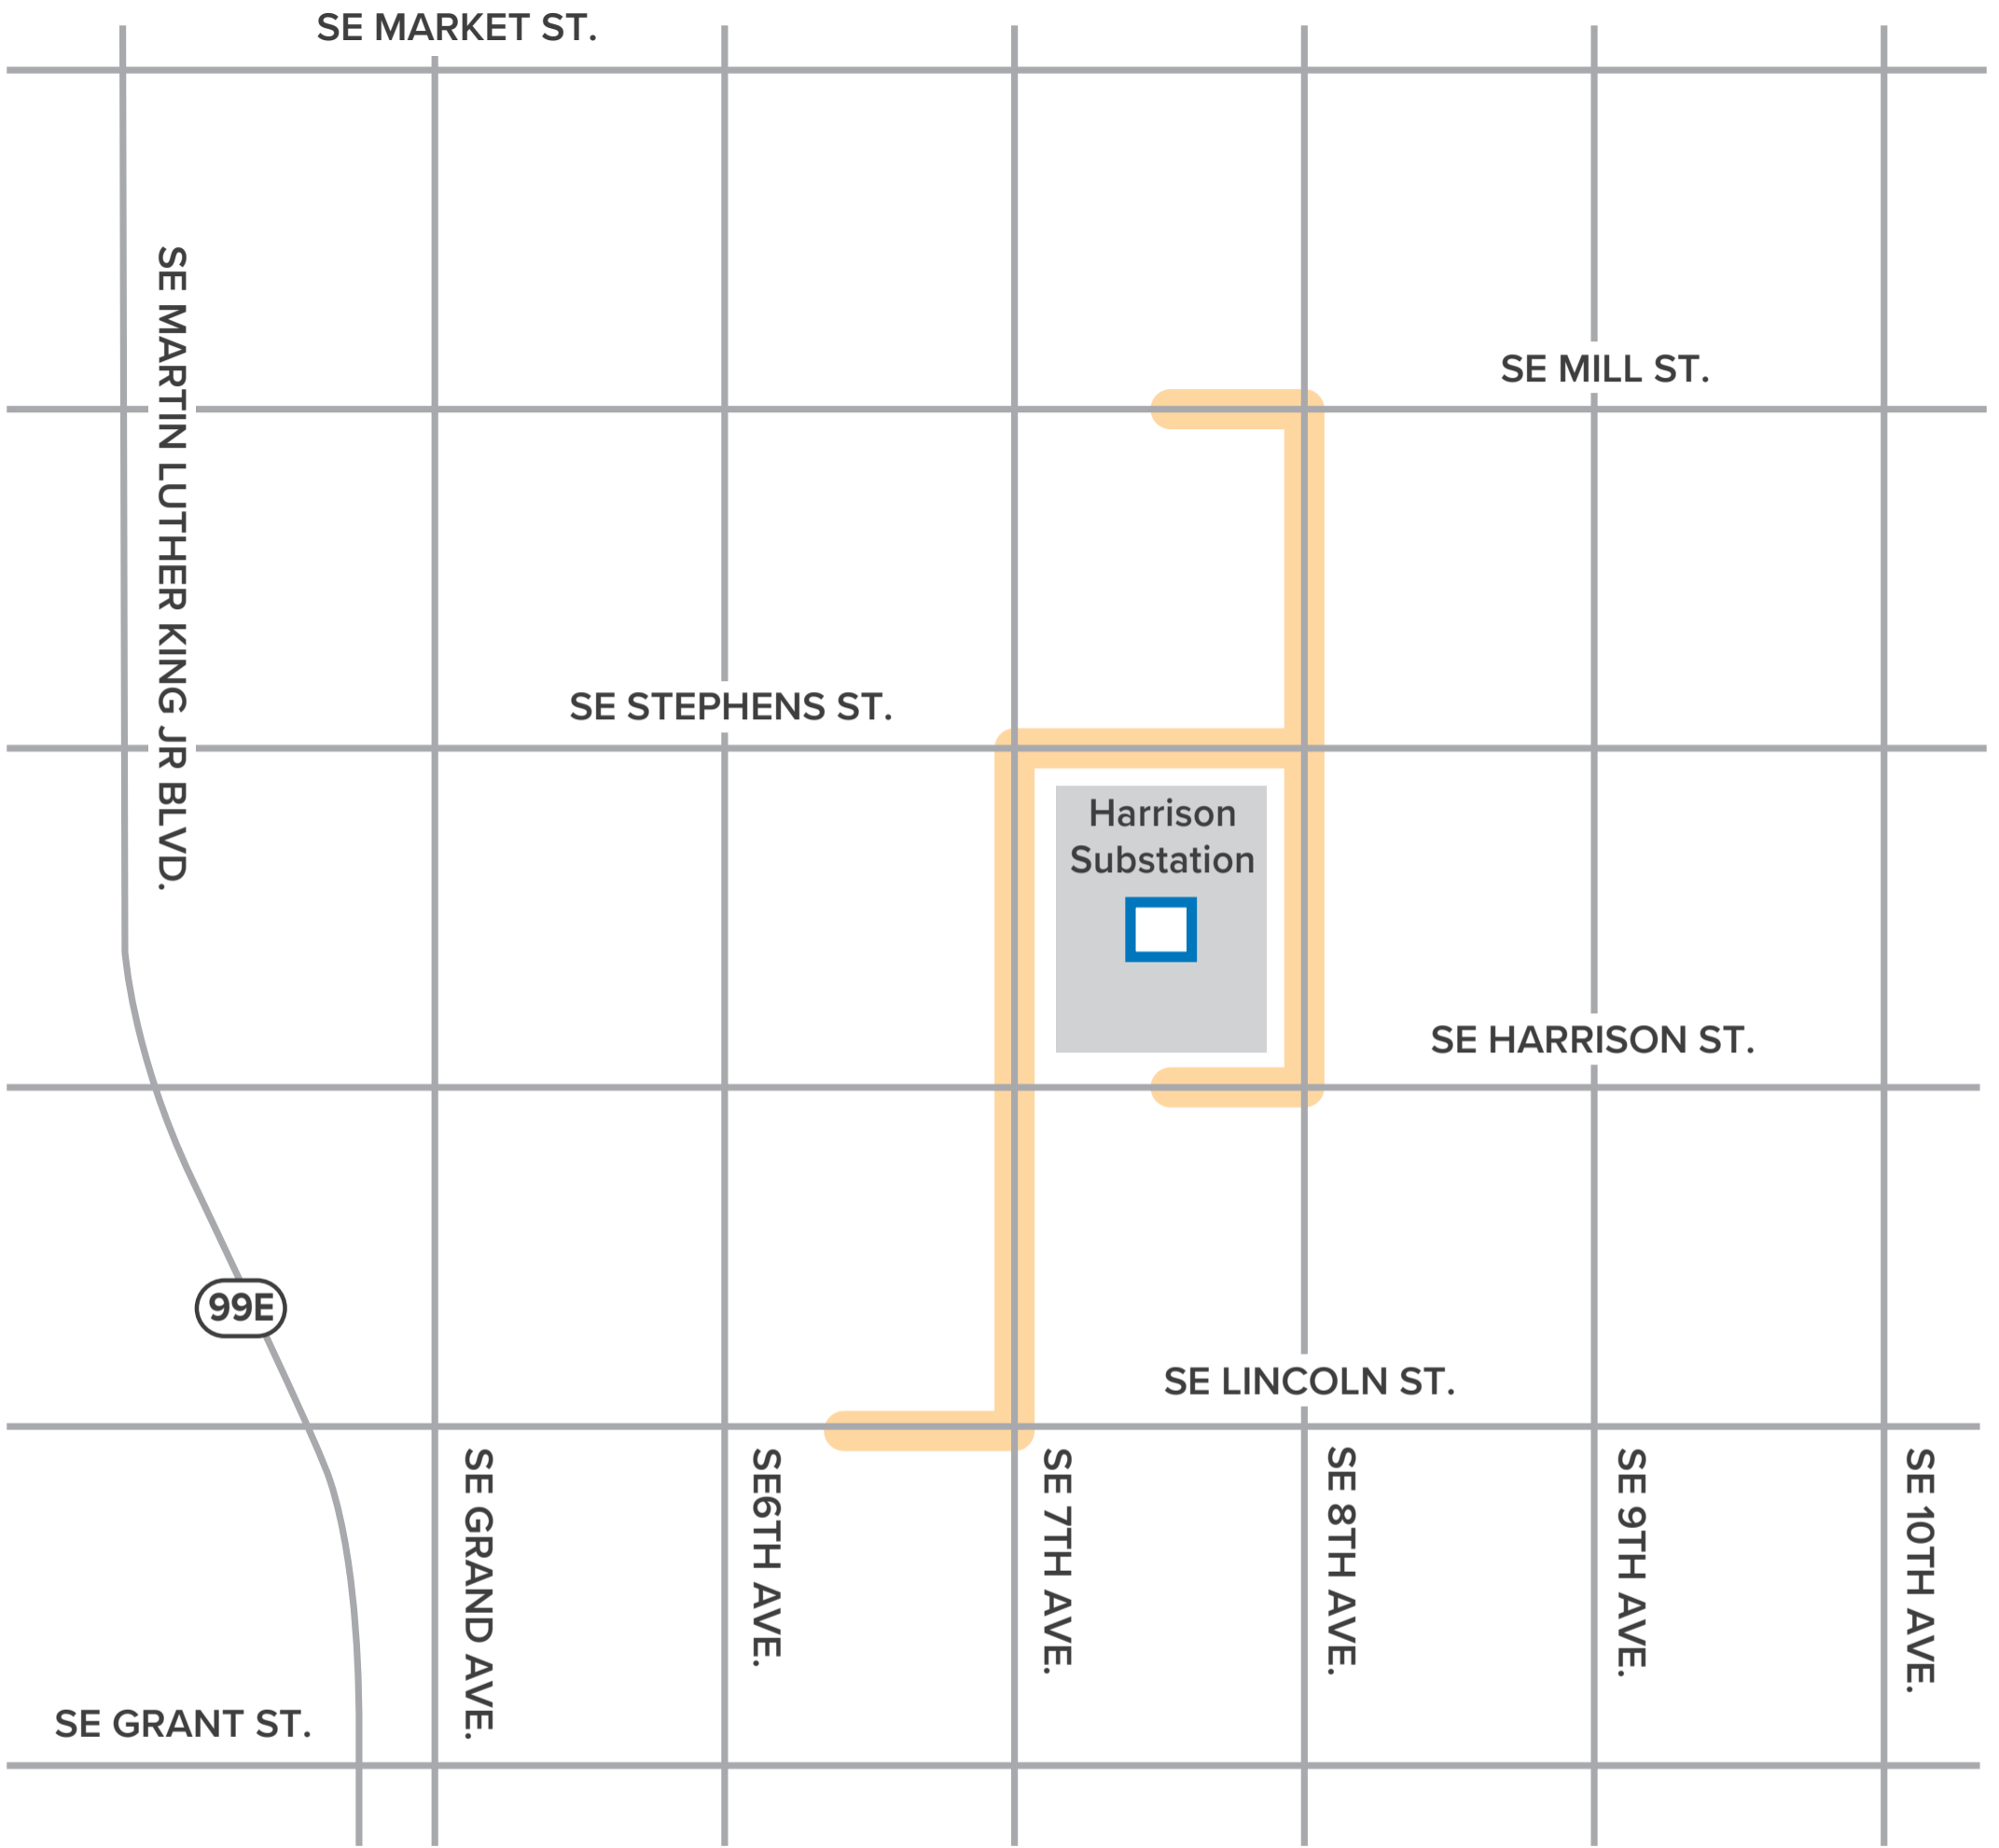 SE MARKET ST.
SE MILL ST.
SE MARTIN LUTHER KING JR BLVD.
SE STEPHENS ST.
Harrison
Substation
SE HARRISON ST.
99E
SE LINCOLN ST.
SE GRAND AVE.
SE6TH AVE.
SE 7TH AVE.
SE 8TH AVE.
SE 9TH AVE.
SE 10TH AVE.
SE GRANT ST.